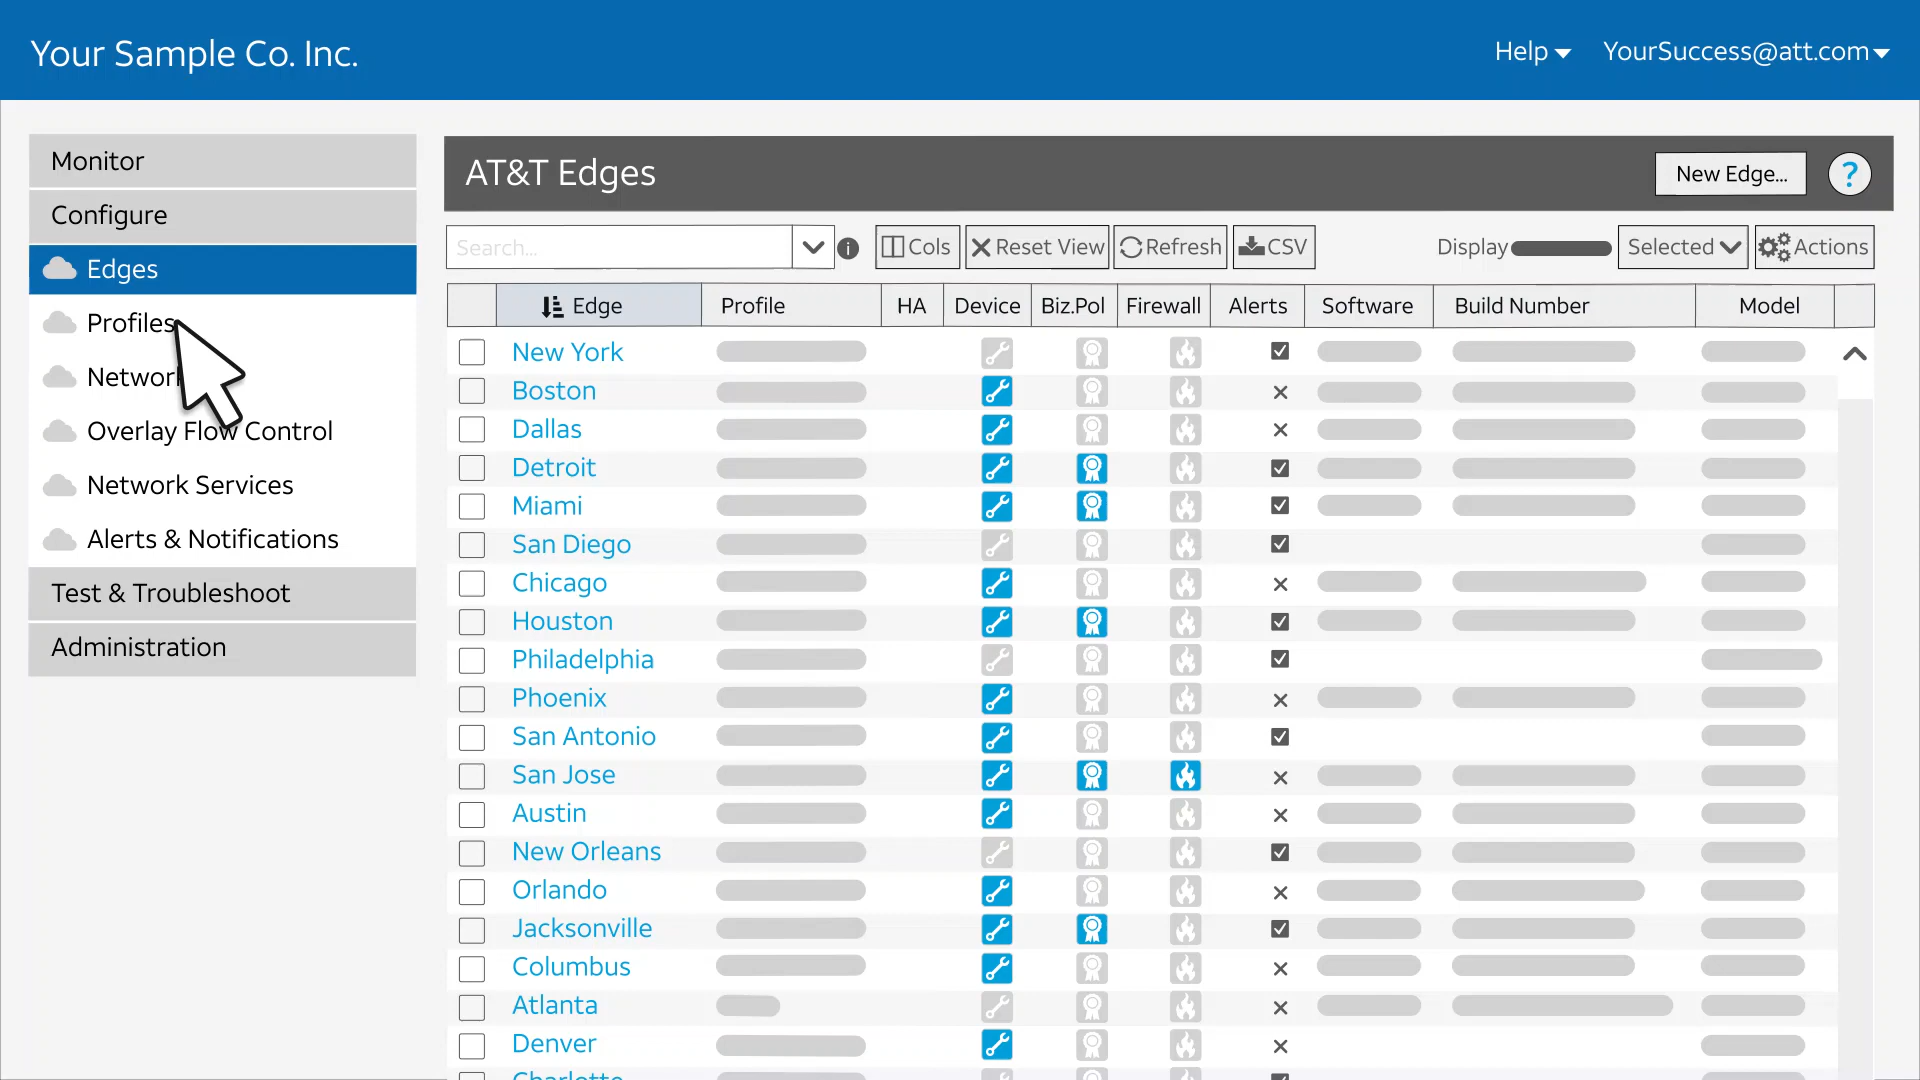 Your Sample Co. Inc.
Help YourSuccess@att.com
Monitor
Configure
Edges
Profiles
Overlay Flow Control
Network Services
Alerts & Notifications
Test & Troubleshoot
Administration
AT&T Edges
New Edge...
?
Search...
i
Cols
Reset View
Refresh
CSV
Display
Selected
Actions
Edge Profile HA Device Biz.Pol Firewall Alerts Software Build Number Model
New York
Boston
Dallas
Detroit
Miami
San Diego
Chicago
Houston
Philadelphia
Phoenix
San Antonio
San Jose
Austin
New Orleans
Orlando
Jacksonville
Columbus
Atlanta
Denver